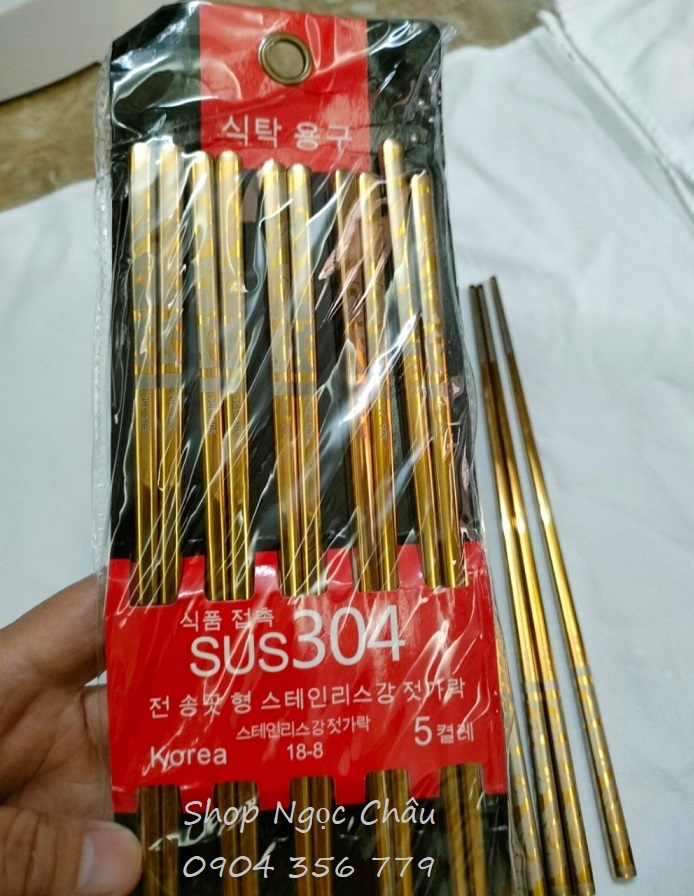 식탁 용구
식품 접촉
SUS304
전 송곳 형 스테인리스강 젓가락
스테인리스강 젓가락
Korea
18-8
5 켤레
Shop Ngọc Châu
0904 356 779